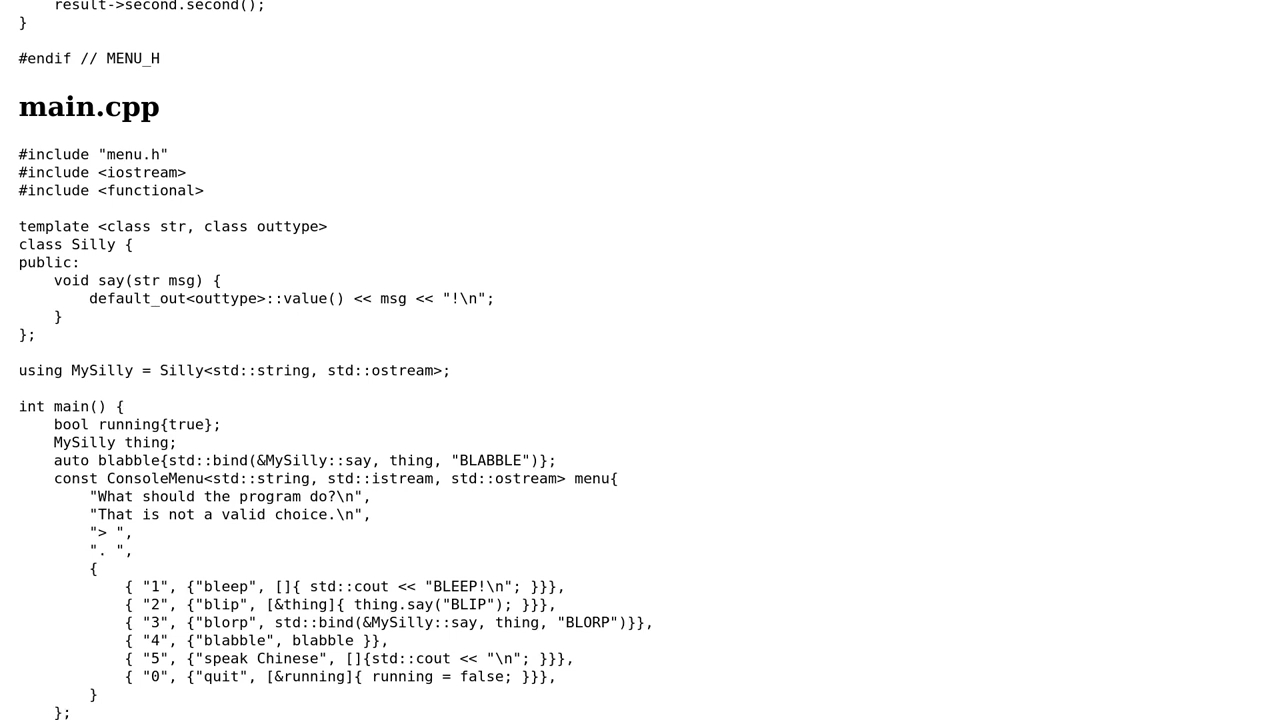 result->second.second();
}

#endif // MENU_H

main.cpp

#include "menu.h"
#include <iostream>
#include <functional>

template <class str, class outtype>
class Silly {
public:
    void say(str msg) {
        default_out<outtype>::value() << msg << "!\n";
    }
};

using MySilly = Silly<std::string, std::ostream>;

int main() {
    bool running{true};
    MySilly thing;
    auto blabble{std::bind(&MySilly::say, thing, "BLABBLE")};
    const ConsoleMenu<std::string, std::istream, std::ostream> menu{
        "What should the program do?\n",
        "That is not a valid choice.\n",
        "> ",
        ". ",
        {
            { "1", {"bleep", []{ std::cout << "BLEEP!\n"; }}},
            { "2", {"blip", [&thing]{ thing.say("BLIP"); }}},
            { "3", {"blorp", std::bind(&MySilly::say, thing, "BLORP")}},
            { "4", {"blabble", blabble }},
            { "5", {"speak Chinese", []{std::cout << "\n"; }}},
            { "0", {"quit", [&running]{ running = false; }}},
        }
    };